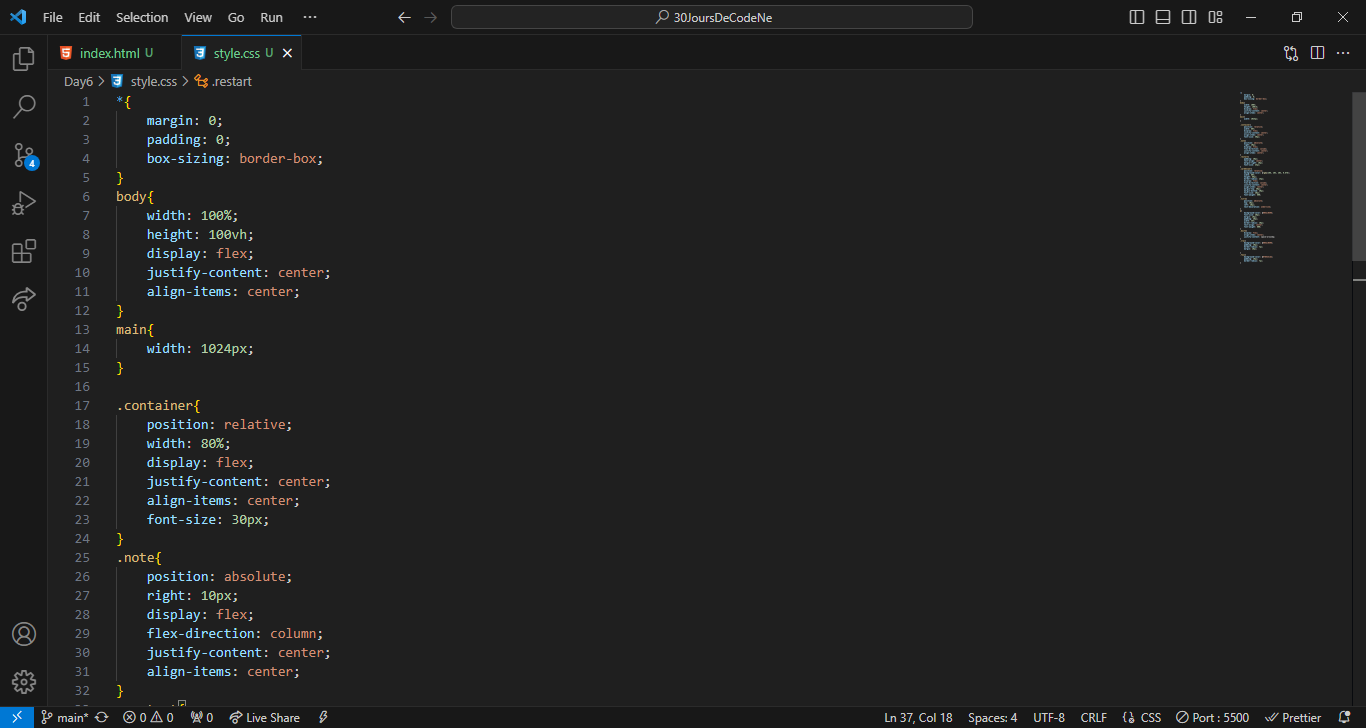 File Edit Selection View Go Run ··· 30JoursDeCodeNe
index.html U style.css U
Day6 > style.css > .restart
1 *{
2     margin: 0;
3     padding: 0;
4     box-sizing: border-box;
5 }
6 body{
7     width: 100%;
8     height: 100vh;
9     display: flex;
10     justify-content: center;
11     align-items: center;
12 }
13 main{
14     width: 1024px;
15 }
16
17 .container{
18     position: relative;
19     width: 80%;
20     display: flex;
21     justify-content: center;
22     align-items: center;
23     font-size: 30px;
24 }
25 .note{
26     position: absolute;
27     right: 10px;
28     display: flex;
29     flex-direction: column;
30     justify-content: center;
31     align-items: center;
32 }
4
main* 0 0 0 Live Share Ln 37, Col 18 Spaces: 4 UTF-8 CRLF CSS Port : 5500 Prettier